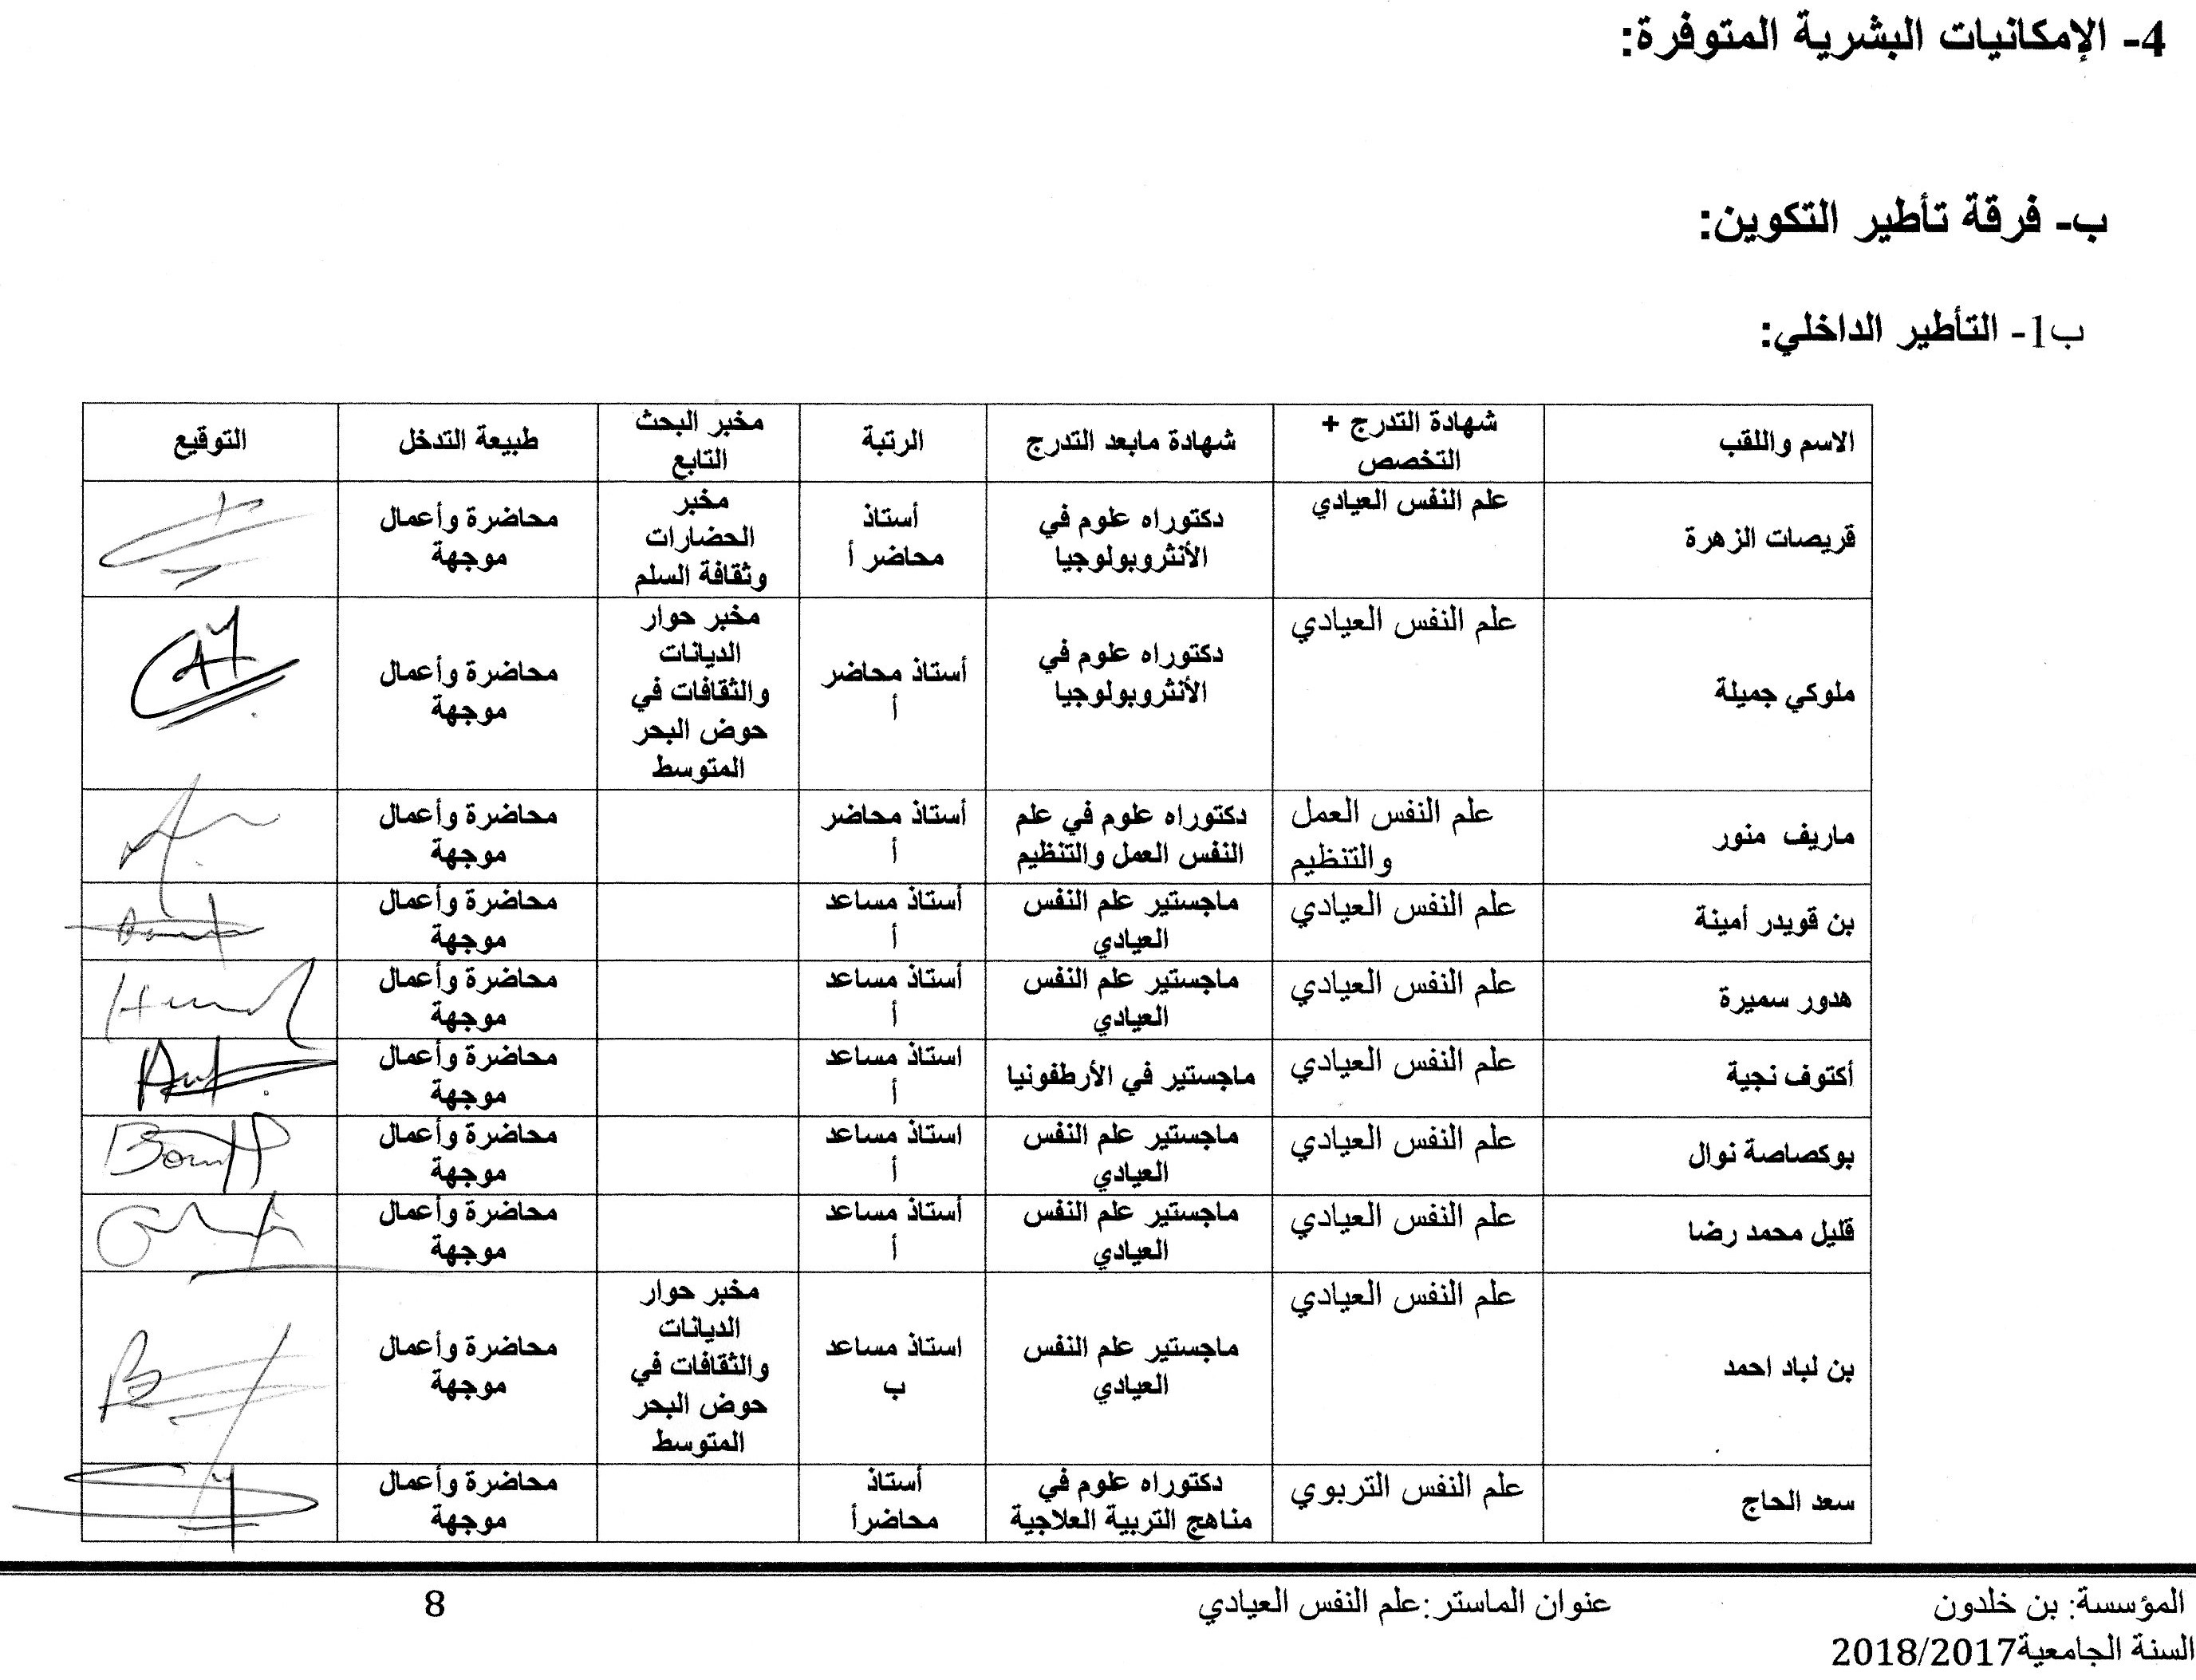 4- الإمكانيات البشرية المتوفرة:
ب- فرقة تأطير التكوين:
ب1- التأطير الداخلي:
الاسم واللقب
شهادة التدرج +
التخصص
شهادة مابعد التدرج
الرتبة
مخبر البحث
التابع
طبيعة التدخل
التوقيع
قريصات الزهرة
علم النفس العيادي
دكتوراه علوم في
الأنثروبولوجيا
أستاذ
محاضر أ
مخبر
الحضارات
وثقافة السلم
محاضرة وأعمال
موجهة
ملوكي جميلة
علم النفس العيادي
دكتوراه علوم في
الأنثروبولوجيا
أستاذ محاضر
أ
مخبر حوار
الديانات
والثقافات في
حوض البحر
المتوسط
محاضرة وأعمال
موجهة
ماريف منور
علم النفس العمل
والتنظيم
دكتوراه علوم في علم
النفس العمل والتنظيم
أستاذ محاضر
أ
محاضرة وأعمال
موجهة
بن قويدر أمينة
علم النفس العيادي
ماجستير علم النفس
العيادي
أستاذ مساعد
أ
محاضرة وأعمال
موجهة
هدور سميرة
علم النفس العيادي
ماجستير علم النفس
العيادي
أستاذ مساعد
أ
محاضرة وأعمال
موجهة
أكتوف نجية
علم النفس العيادي
ماجستير في الأرطفونيا
استاذ مساعد
أ
محاضرة وأعمال
موجهة
بوكصاصة نوال
علم النفس العيادي
ماجستير علم النفس
العيادي
استاذ مساعد
أ
محاضرة وأعمال
موجهة
قليل محمد رضا
علم النفس العيادي
ماجستير علم النفس
العيادي
أستاذ مساعد
أ
محاضرة وأعمال
موجهة
بن لباد احمد
علم النفس العيادي
ماجستير علم النفس
العيادي
استاذ مساعد
ب
مخبر حوار
الديانات
والثقافات في
حوض البحر
المتوسط
محاضرة وأعمال
موجهة
سعد الحاج
علم النفس التربوي
دكتوراه علوم في
مناهج التربية العلاجية
أستاذ
محاضرأ
محاضرة وأعمال
موجهة
المؤسسة: بن خلدون
عنوان الماستر:علم النفس العيادي
8
السنة الجامعية2018/2017